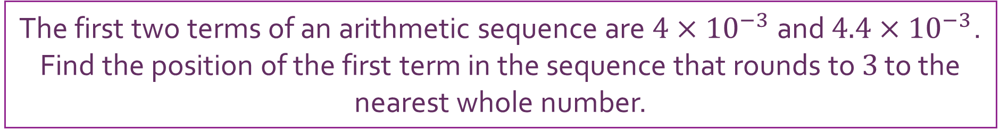 The first two terms of an arithmetic sequence are 4 × 10⁻³ and 4.4 × 10⁻³.
Find the position of the first term in the sequence that rounds to 3 to the
nearest whole number.